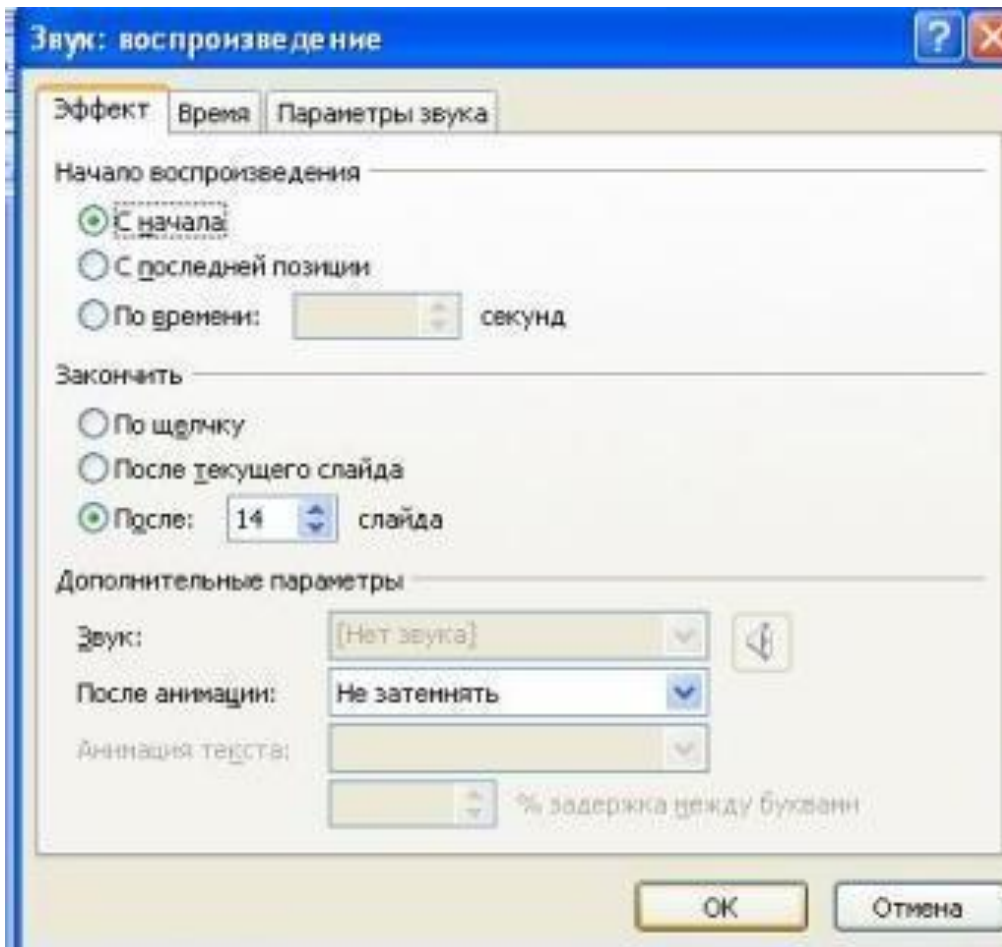 Звук: воспроизведение
Эффект Время Параметры звука
Начало воспроизведения
С начала
С последней позиции
По времени: секунд
Закончить
По щелчку
После текущего слайда
После: 14 слайда
Дополнительные параметры
Звук: [Нет звука]
После анимации: Не затемнять
Анимация текста:
% задержка между буквами
ОК Отмена